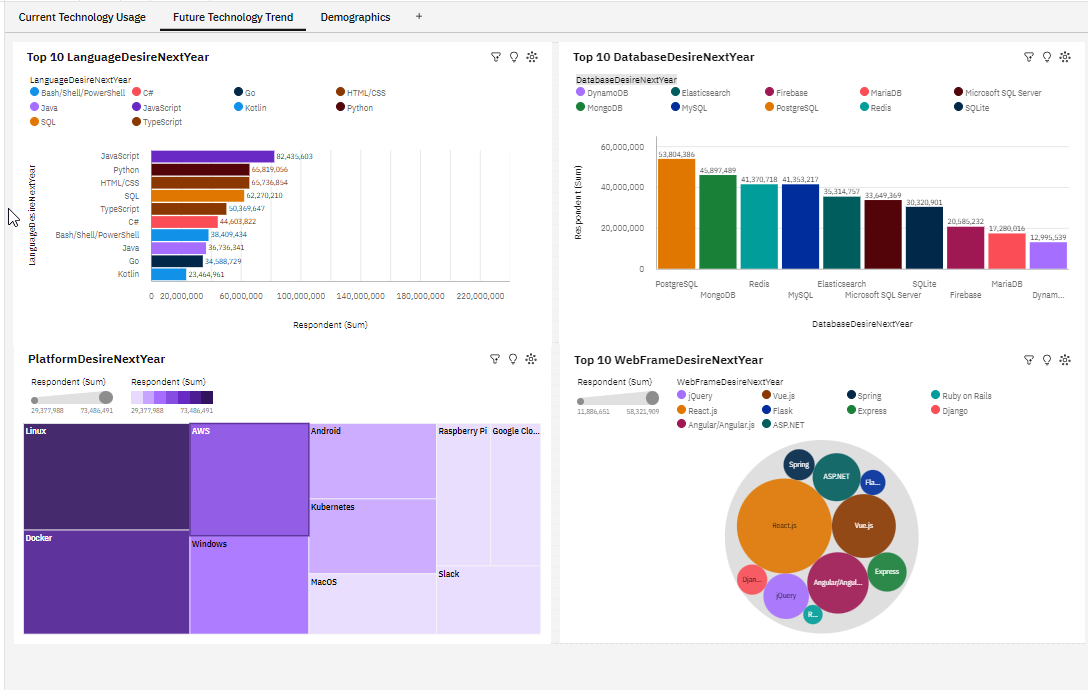 Current Technology Usage Future Technology Trend Demographics +
Top 10 LanguageDesireNextYear
LanguageDesireNextYear
Bash/Shell/PowerShell C# Go HTML/CSS
Java JavaScript Kotlin Python
SQL TypeScript
LanguageDesireNextYear
JavaScript 82,435,603
Python 65,819,056
HTML/CSS 65,736,854
SQL 62,270,210
TypeScript 50,369,647
C# 44,603,822
Bash/Shell/PowerShell 38,409,434
Java 36,736,341
Go 34,588,729
Kotlin 23,464,961
0 20,000,000 60,000,000 100,000,000 140,000,000 180,000,000 220,000,000
Respondent (Sum)
Top 10 DatabaseDesireNextYear
DatabaseDesireNextYear
DynamoDB Elasticsearch Firebase MariaDB Microsoft SQL Server
MongoDB MySQL PostgreSQL Redis SQLite
Respondent (Sum)
60,000,000
40,000,000
20,000,000
0
53,804,386 45,897,489 41,370,718 41,353,217 35,314,757 33,649,369 30,320,901 20,585,232 17,280,016 12,995,539
PostgreSQL Redis Elasticsearch SQLite MariaDB
MongoDB MySQL Microsoft SQL Server Firebase Dynam...
DatabaseDesireNextYear
PlatformDesireNextYear
Respondent (Sum) Respondent (Sum)
29,377,988 73,486,491 29,377,988 73,486,491
Linux AWS Android Raspberry Pi Google Clo...
Kubernetes
Docker Windows
Slack
MacOS
Top 10 WebFrameDesireNextYear
Respondent (Sum) WebFrameDesireNextYear
11,886,651 58,321,909
jQuery Vue.js Spring Ruby on Rails
React.js Flask Express Django
Angular/Angular.js ASP.NET
Spring
ASP.NET
Fla...
React.js
Vue.js
Express
Djan...
Angular/Angul...
jQuery
R...